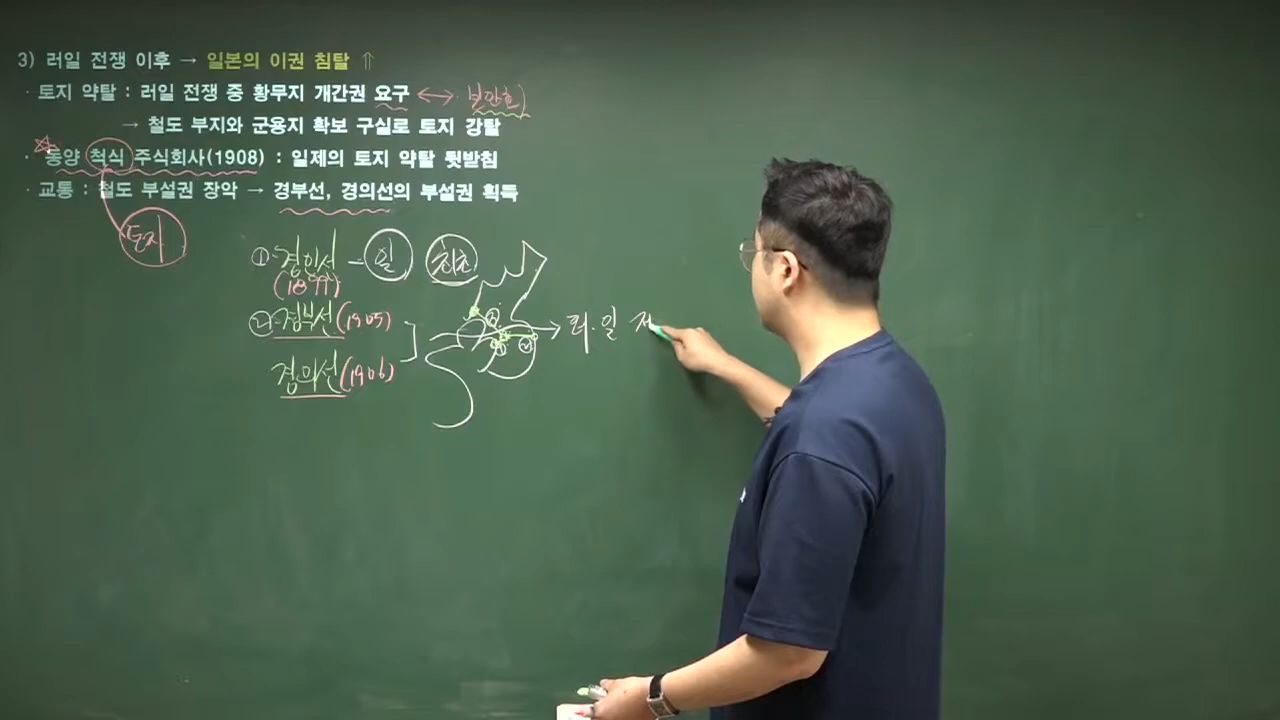 3) 러일 전쟁 이후 → 일본의 이권 침탈 ⇧
· 토지 약탈 : 러일 전쟁 중 황무지 개간권 요구 ↔
→ 철도 부지와 군용지 확보 구실로 토지 강탈
· 동양 척식 주식회사(1908) : 일제의 토지 약탈 뒷받침
· 교통 : 철도 부설권 장악 → 경부선, 경의선의 부설권 획득
토지
① 경인선 - 일 최초
(1899)
② 경부선 (1905)
경의선 (1906)
→ 러·일